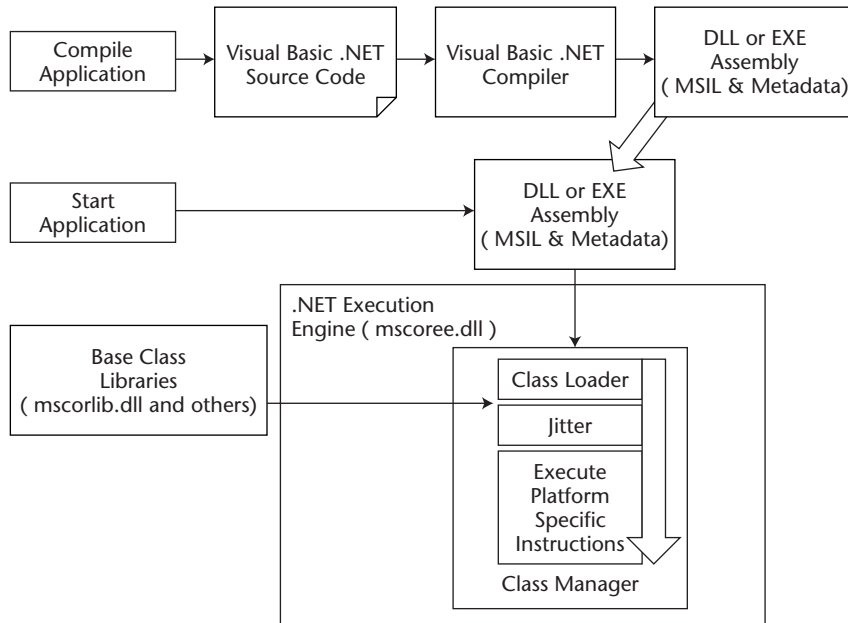 Compile
Application
Visual Basic .NET
Source Code
Visual Basic .NET
Compiler
DLL or EXE
Assembly
( MSIL & Metadata)
Start
Application
DLL or EXE
Assembly
( MSIL & Metadata)
.NET Execution
Engine ( mscoree.dll )
Base Class
Libraries
( mscorlib.dll and others)
Class Loader
Jitter
Execute
Platform
Specific
Instructions
Class Manager